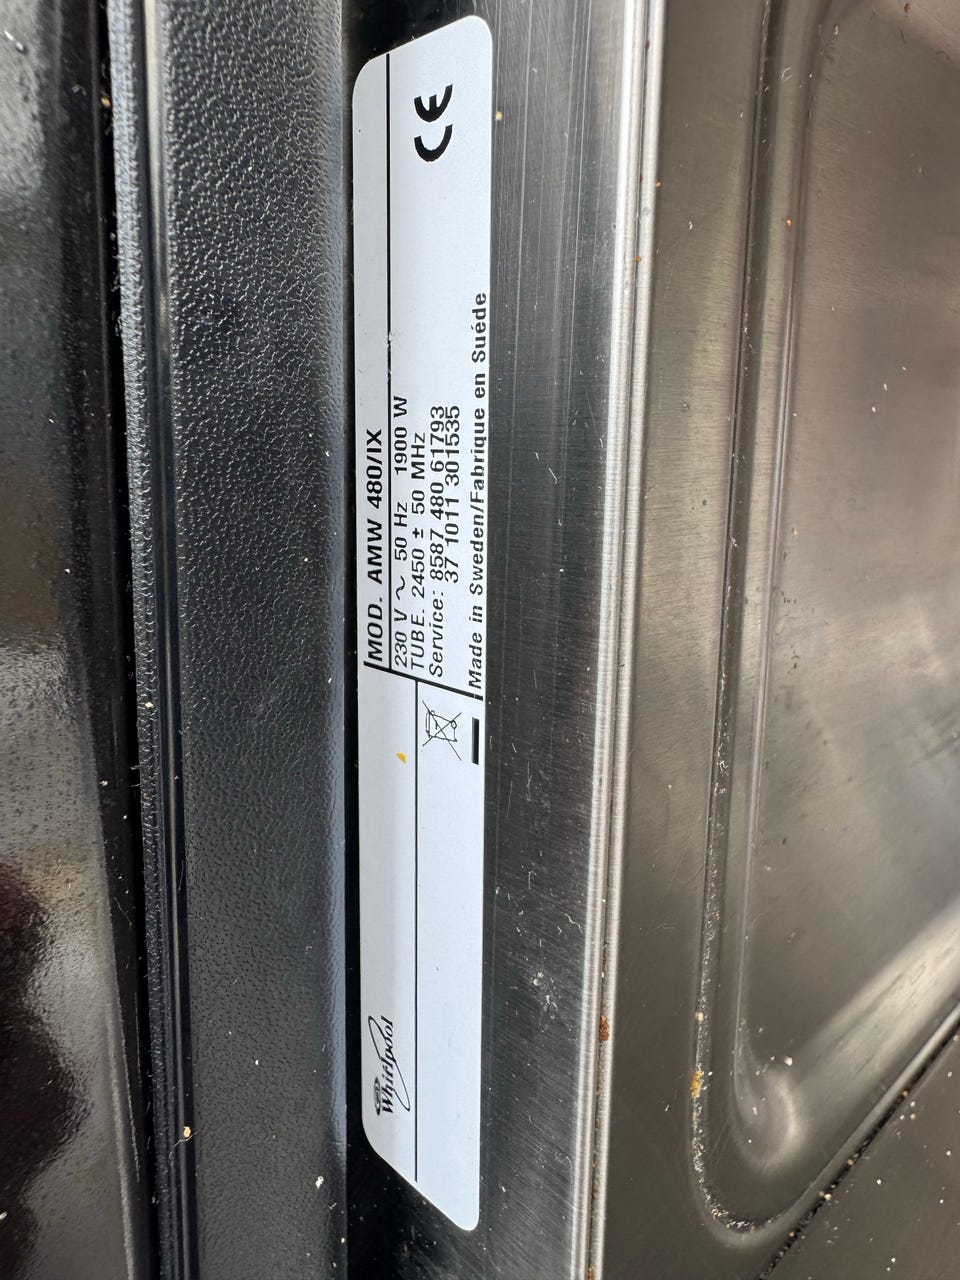 Whirlpool
MOD. AMW 480/IX
230 V ~ 50 Hz 1900 W
TUBE. 2450 ± 50 MHz
Service: 8587 480 61793
37 1011 301535
Made in Sweden/Fabrique en Suéde
CE